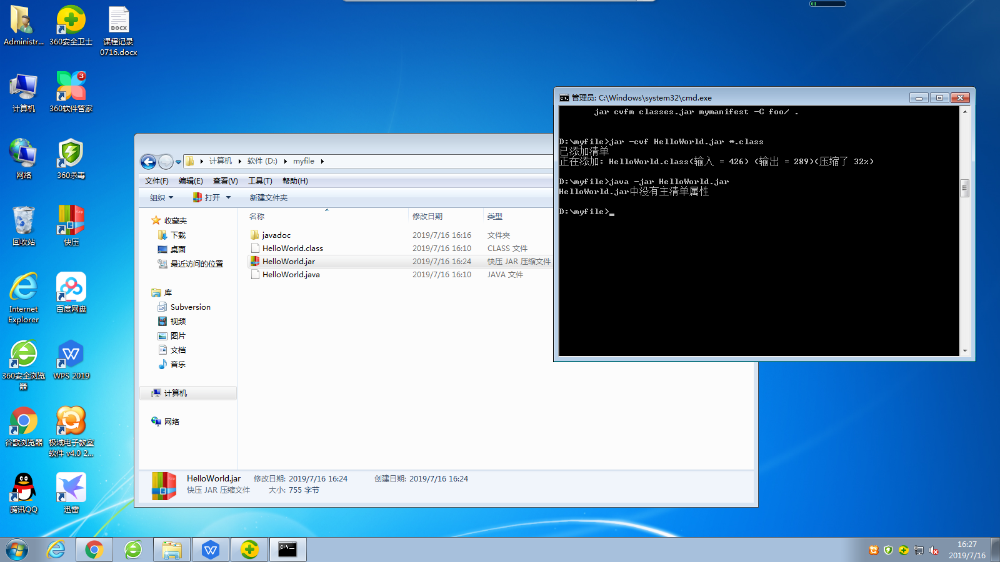 Administr...
360安全卫士
课程记录
0716.docx
DOCX
计算机
3
360软件管家
网络
360杀毒
回收站
快压
Internet
Explorer
百度网盘
360安全浏览
器
WPS 2019
谷歌浏览器
极域电子教室
软件 v4.0 2...
腾讯QQ
迅雷
计算机
软件 (D:)
myfile
文件(F)
编辑(E)
查看(V)
工具(T)
帮助(H)
组织
打开
新建文件夹
收藏夹
下载
桌面
最近访问的位置
库
Subversion
视频
图片
文档
音乐
计算机
网络
名称
修改日期
类型
javadoc
2019/7/16 16:16
文件夹
HelloWorld.class
2019/7/16 16:10
CLASS 文件
HelloWorld.jar
2019/7/16 16:24
快压 JAR 压缩文件
HelloWorld.java
2019/7/16 16:10
JAVA 文件
HelloWorld.jar
修改日期: 2019/7/16 16:24
创建日期: 2019/7/16 16:24
快压 JAR 压缩文件
大小: 755 字节
管理员: C:\Windows\system32\cmd.exe
jar cvfm classes.jar mymanifest -C foo/ .
D:\myfile>jar -cvf HelloWorld.jar *.class
已添加清单
正在添加: HelloWorld.class(输入 = 426) (输出 = 289)(压缩了 32%)
D:\myfile>java -jar HelloWorld.jar
HelloWorld.jar中没有主清单属性
D:\myfile>
16:27
2019/7/16